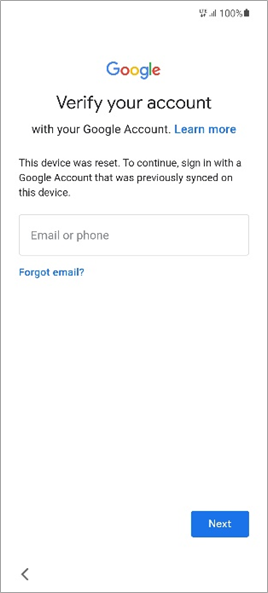 LTE 100%
Google
Verify your account
with your Google Account. Learn more
This device was reset. To continue, sign in with a
Google Account that was previously synced on
this device.
Email or phone
Forgot email?
Next